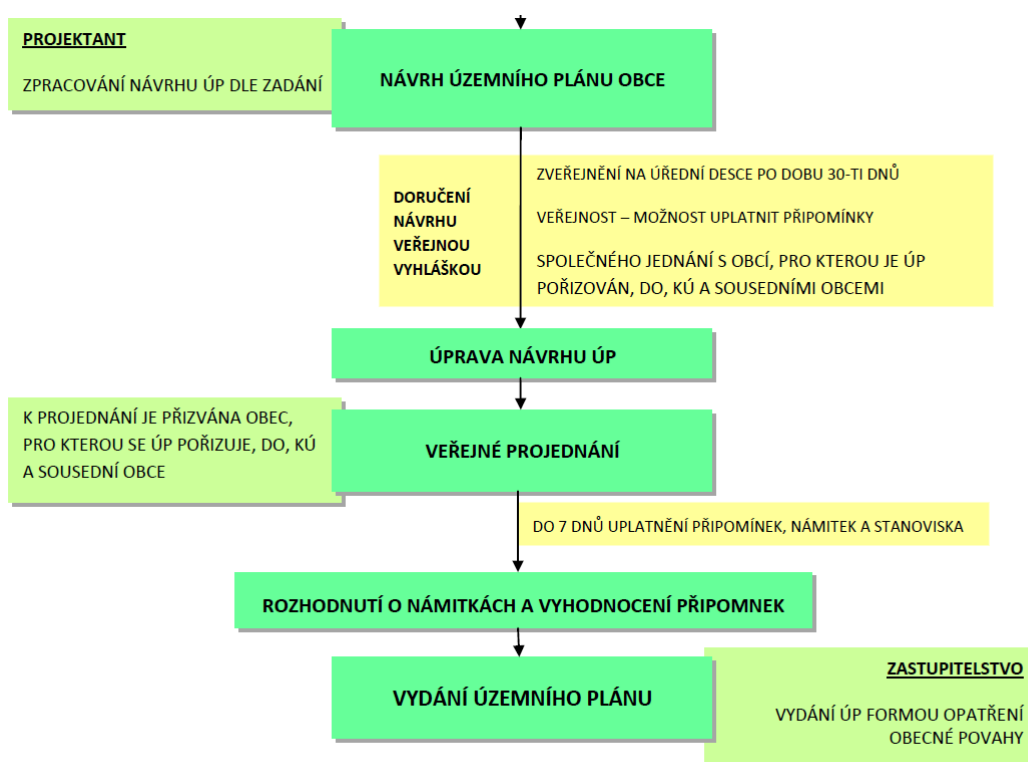 PROJEKTANT
ZPRACOVÁNÍ NÁVRHU ÚP DLE ZADÁNÍ
NÁVRH ÚZEMNÍHO PLÁNU OBCE
DORUČENÍ
NÁVRHU
VEŘEJNOU
VYHLÁŠKOU
ZVEŘEJNĚNÍ NA ÚŘEDNÍ DESCE PO DOBU 30-TI DNŮ
VEŘEJNOST – MOŽNOST UPLATNIT PŘIPOMÍNKY
SPOLEČNÉHO JEDNÁNÍ S OBCÍ, PRO KTEROU JE ÚP
POŘIZOVÁN, DO, KÚ A SOUSEDNÍMI OBCEMI
ÚPRAVA NÁVRHU ÚP
K PROJEDNÁNÍ JE PŘIZVÁNA OBEC,
PRO KTEROU SE ÚP POŘIZUJE, DO, KÚ
A SOUSEDNÍ OBCE
VEŘEJNÉ PROJEDNÁNÍ
DO 7 DNŮ UPLATNĚNÍ PŘIPOMÍNEK, NÁMITEK A STANOVISKA
ROZHODNUTÍ O NÁMITKÁCH A VYHODNOCENÍ PŘIPOMNEK
VYDÁNÍ ÚZEMNÍHO PLÁNU
ZASTUPITELSTVO
VYDÁNÍ ÚP FORMOU OPATŘENÍ
OBECNÉ POVAHY